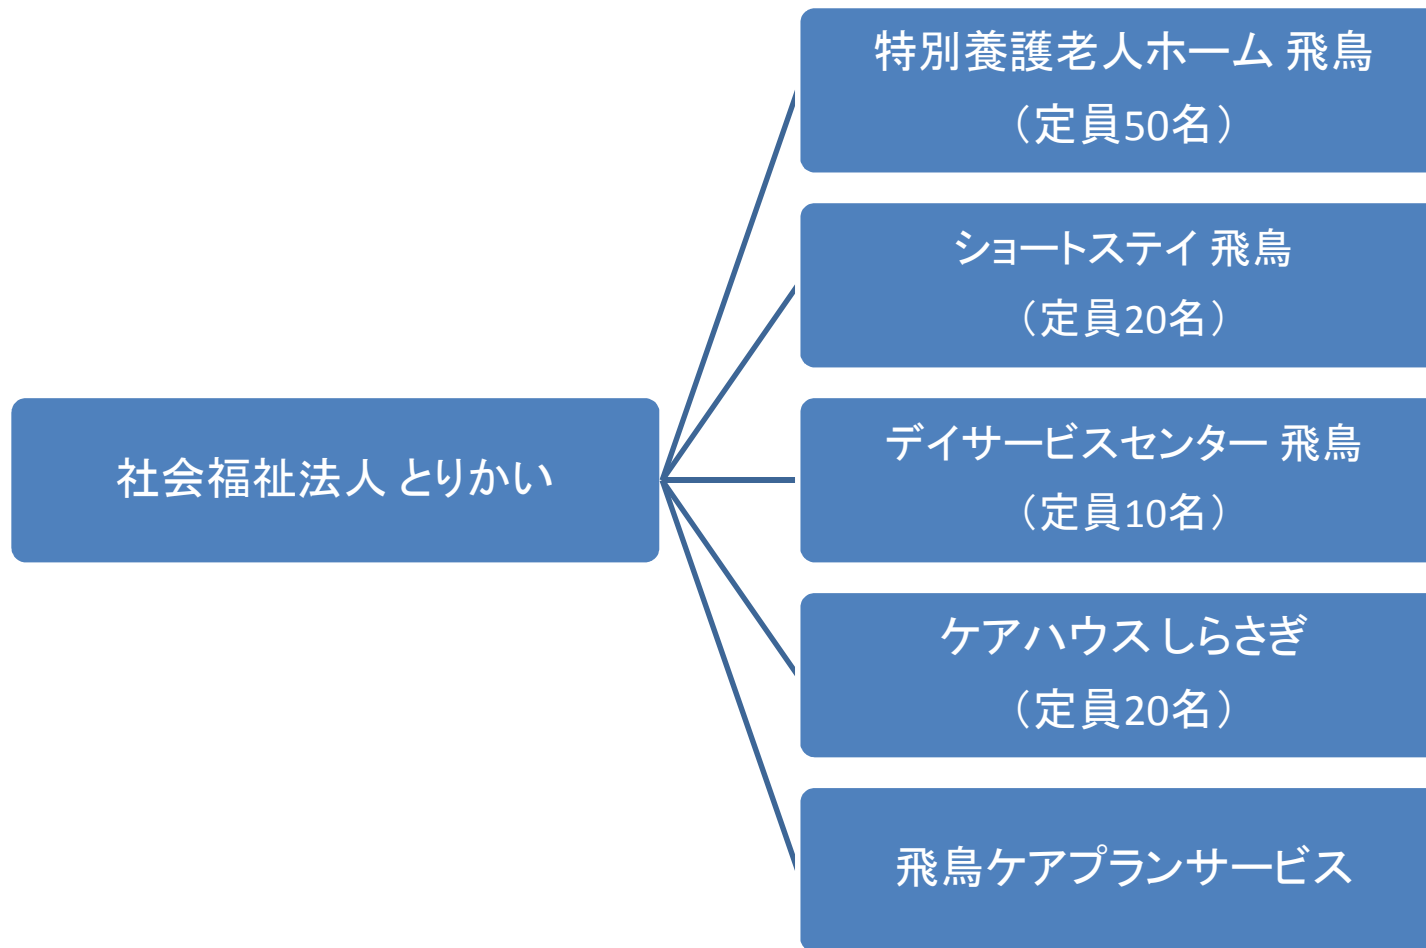 特別養護老人ホーム 飛鳥
（定員50名）
ショートステイ 飛鳥
（定員20名）
社会福祉法人 とりかい
デイサービスセンター 飛鳥
（定員10名）
ケアハウス しらさぎ
（定員20名）
飛鳥ケアプランサービス